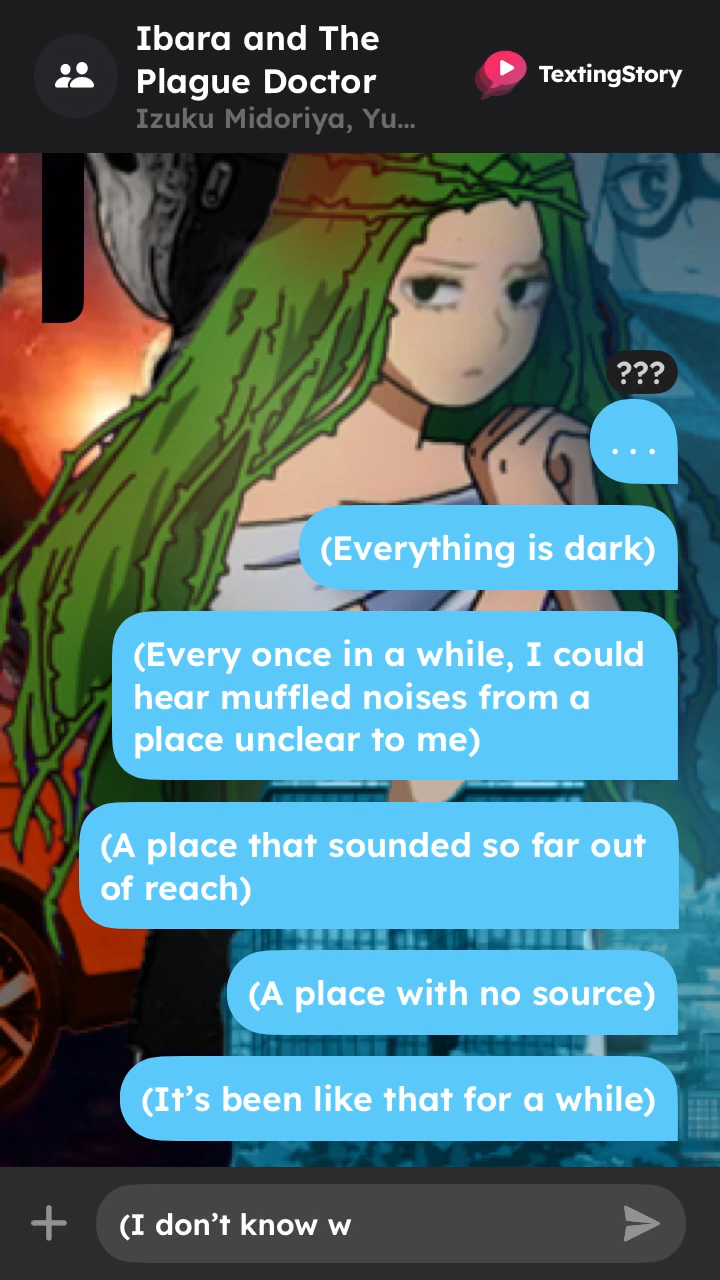 Ibara and The
Plague Doctor
Izuku Midoriya, Yu...
TextingStory
???
...
(Everything is dark)
(Every once in a while, I could
hear muffled noises from a
place unclear to me)
(A place that sounded so far out
of reach)
(A place with no source)
(It’s been like that for a while)
(I don’t know w